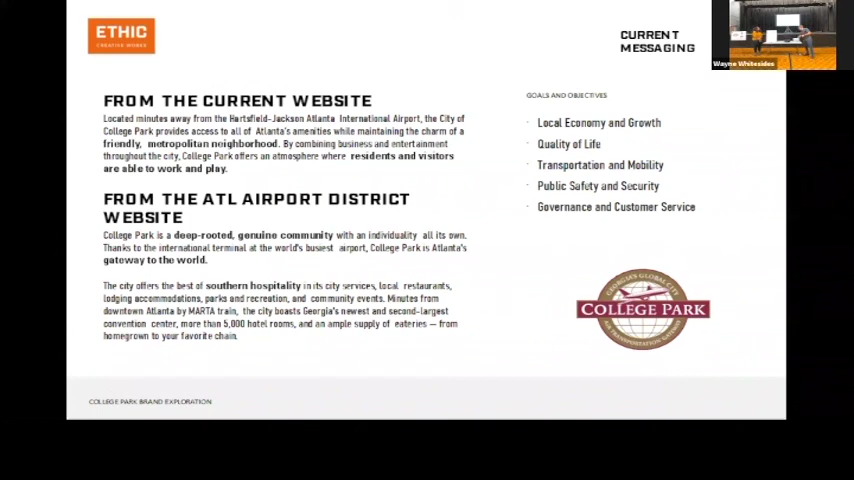 ETHIC
CREATIVE WORKS
CURRENT
MESSAGING
Wayne Whitesides
FROM THE CURRENT WEBSITE
Located minutes away from the Hartsfield-Jackson Atlanta International Airport, the City of
College Park provides access to all of Atlanta's amenities while maintaining the charm of a
friendly, metropolitan neighborhood. By combining business and entertainment
throughout the city, College Park offers an atmosphere where residents and visitors
are able to work and play.
FROM THE ATL AIRPORT DISTRICT
WEBSITE
College Park is a deep-rooted, genuine community with an individuality all its own.
Thanks to the international terminal at the world's busiest airport, College Park is Atlanta's
gateway to the world.
The city offers the best of southern hospitality in its city services, local restaurants,
lodging accommodations, parks and recreation, and community events. Minutes from
downtown Atlanta by MARTA train, the city boasts Georgia's newest and second-largest
convention center, more than 5,000 hotel rooms, and an ample supply of eateries — from
homegrown to your favorite chain.
GOALS AND OBJECTIVES
· Local Economy and Growth
· Quality of Life
· Transportation and Mobility
· Public Safety and Security
· Governance and Customer Service
GEORGIA'S GLOBAL CITY
COLLEGE PARK
AIR TRANSPORTATION GATEWAY
COLLEGE PARK BRAND EXPLORATION